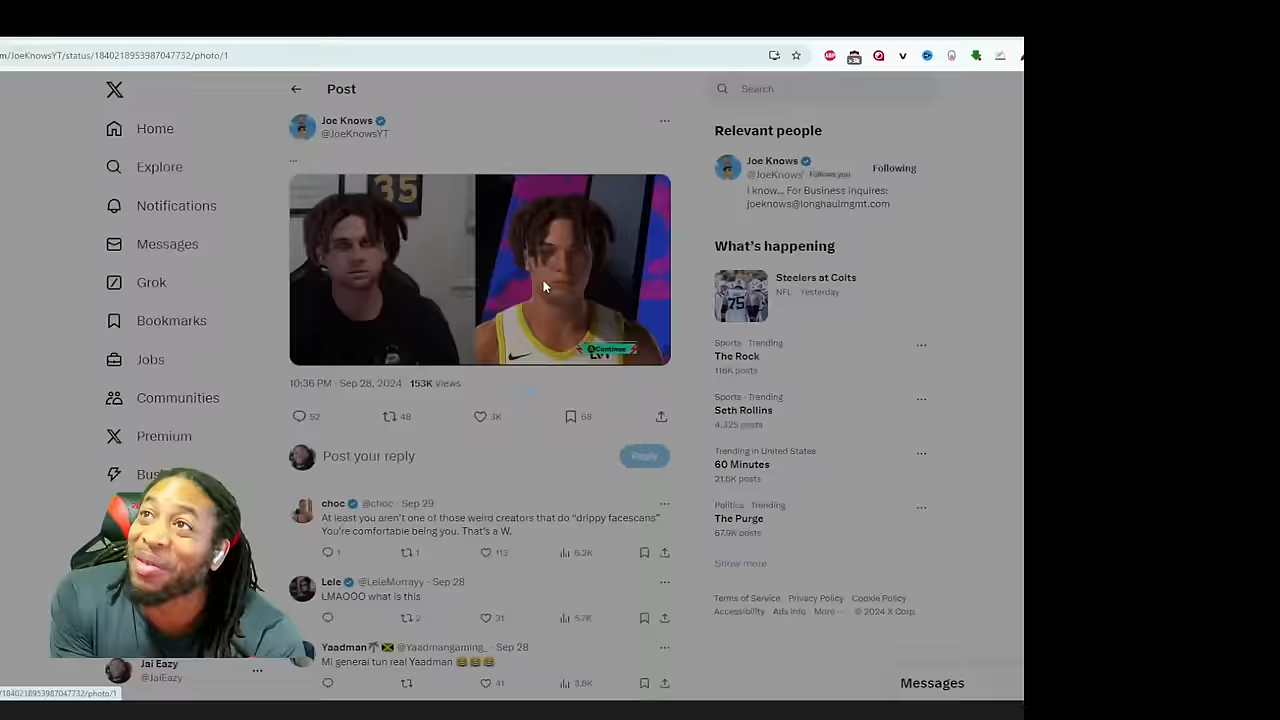 m/JoeKnowsYT/status/1840218953987047732/photo/1
Post
Search
Home
Explore
Notifications
Messages
Grok
Bookmarks
Jobs
Communities
Premium
Bus
Jai Eazy
@JaiEazy
/1840218953987047732/photo/1
Joe Knows
@JoeKnowsYT
...
35
Continue
10:36 PM · Sep 28, 2024 153K Views
52 48 3K 68
Post your reply
Reply
choc @choc · Sep 29
At least you aren't one of those weird creators that do "drippy facescans"
You're comfortable being you. That's a W.
1 1 113 6.2K
Lele @LeleMurrayy · Sep 28
LMAOOO what is this
2 31 5.7K
Yaadman @Yaadmangaming_ · Sep 28
Mi general tun real Yaadman 😂😂😂
41 3.6K
Relevant people
Joe Knows
@JoeKnows Follows you
Following
I know... For Business inquires:
joeknows@longhaulmgmt.com
What's happening
Steelers at Colts
NFL · Yesterday
75
Sports · Trending
The Rock
116K posts
Sports · Trending
Seth Rollins
4,325 posts
Trending in United States
60 Minutes
21.6K posts
Politics · Trending
The Purge
67.9K posts
Show more
Terms of Service Privacy Policy Cookie Policy
Accessibility Ads info More ... © 2024 X Corp.
Messages